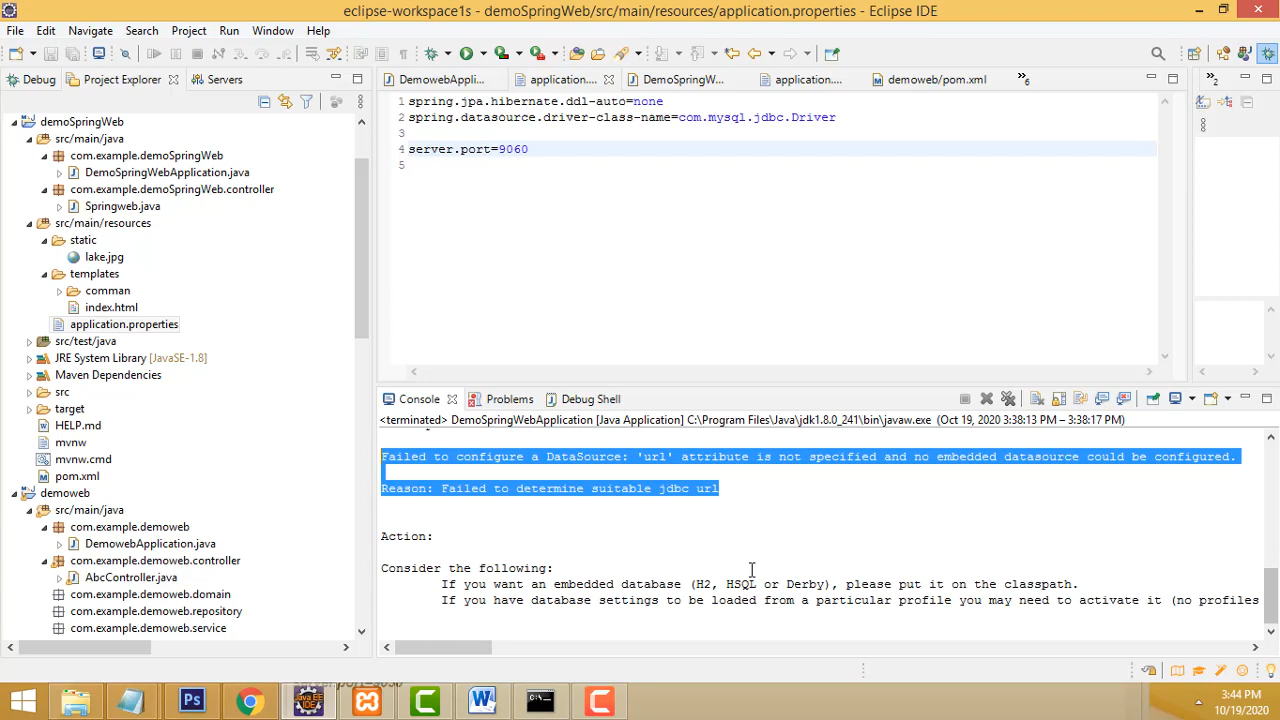 eclipse-workspace1s - demoSpringWeb/src/main/resources/application.properties - Eclipse IDE
File Edit Navigate Search Project Run Window Help
Debug Project Explorer Servers
demoSpringWeb
src/main/java
com.example.demoSpringWeb
DemoSpringWebApplication.java
com.example.demoSpringWeb.controller
Springweb.java
src/main/resources
static
lake.jpg
templates
comman
index.html
application.properties
src/test/java
JRE System Library [JavaSE-1.8]
Maven Dependencies
src
target
HELP.md
mvnw
mvnw.cmd
pom.xml
demoweb
src/main/java
com.example.demoweb
DemowebApplication.java
com.example.demoweb.controller
AbcController.java
com.example.demoweb.domain
com.example.demoweb.repository
com.example.demoweb.service
DemowebAppli... application.... DemoSpringW... application.... demoweb/pom.xml »6
1 spring.jpa.hibernate.ddl-auto=none
2 spring.datasource.driver-class-name=com.mysql.jdbc.Driver
3
4 server.port=9060
5
»2
Console Problems Debug Shell
<terminated> DemoSpringWebApplication [Java Application] C:\Program Files\Java\jdk1.8.0_241\bin\javaw.exe (Oct 19, 2020 3:38:13 PM – 3:38:17 PM)
Failed to configure a DataSource: 'url' attribute is not specified and no embedded datasource could be configured.
Reason: Failed to determine suitable jdbc url
Action:
Consider the following:
If you want an embedded database (H2, HSQL or Derby), please put it on the classpath.
If you have database settings to be loaded from a particular profile you may need to activate it (no profiles
Ps
Java EE IDE
3:44 PM
10/19/2020